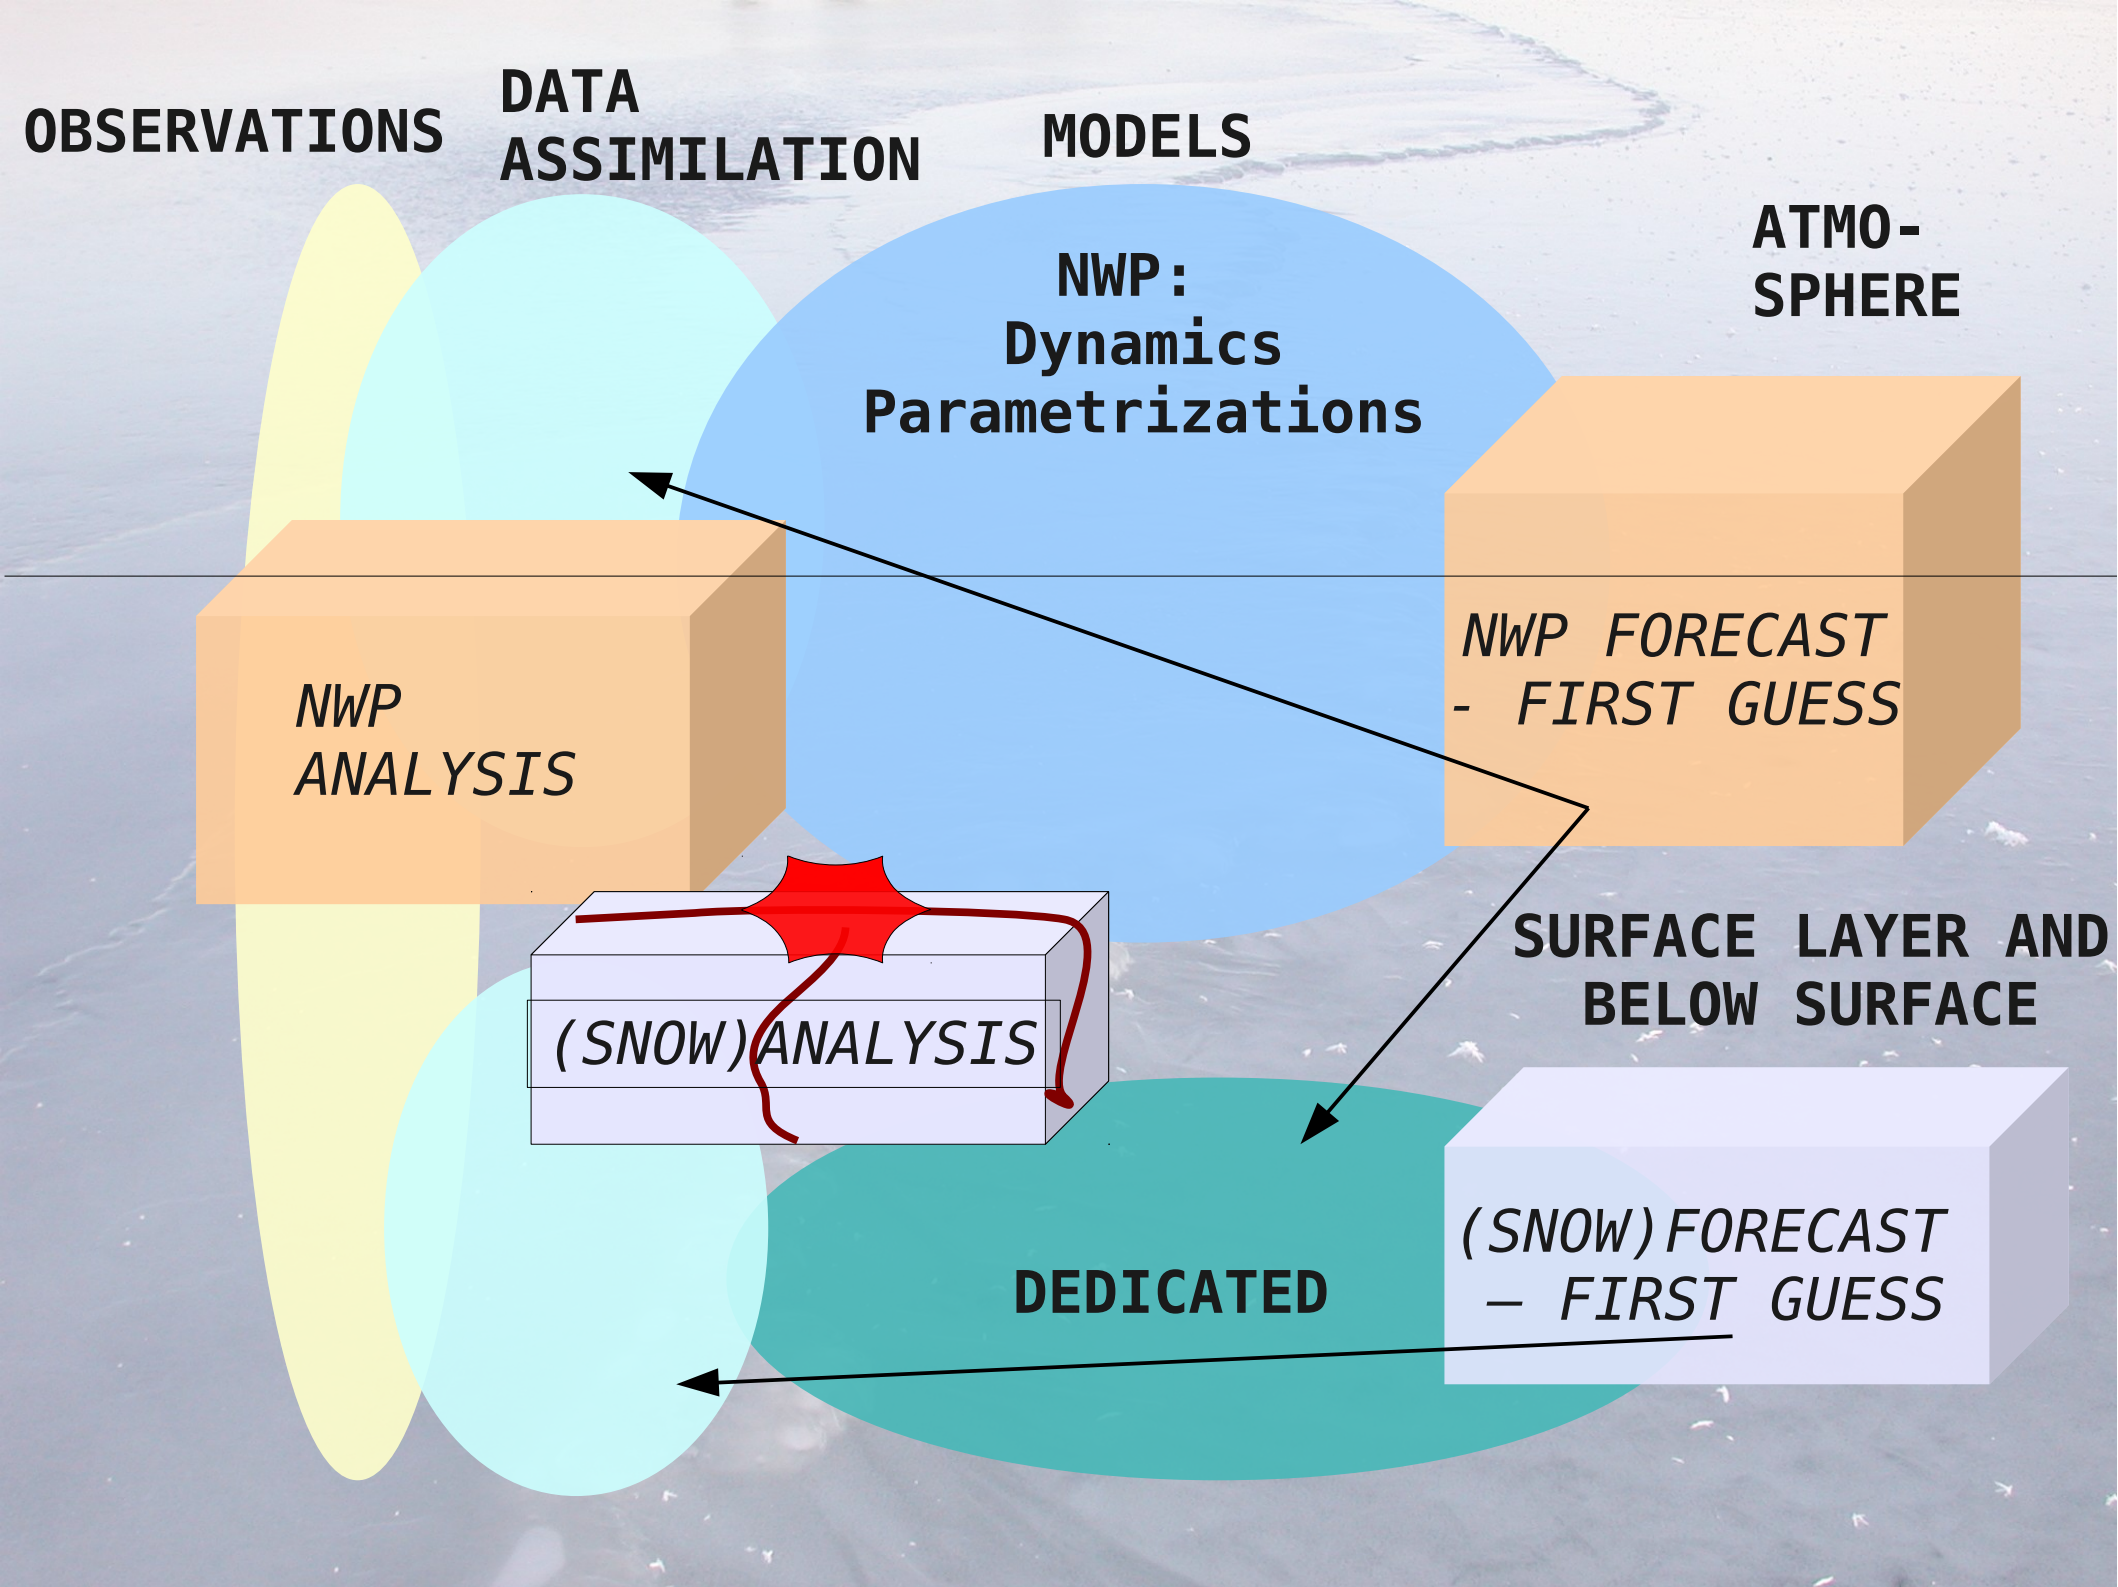 OBSERVATIONS
DATA
ASSIMILATION
MODELS
ATMO-
SPHERE
NWP:
Dynamics
Parametrizations
NWP FORECAST
- FIRST GUESS
NWP
ANALYSIS
SURFACE LAYER AND
BELOW SURFACE
(SNOW)ANALYSIS
(SNOW)FORECAST
– FIRST GUESS
DEDICATED